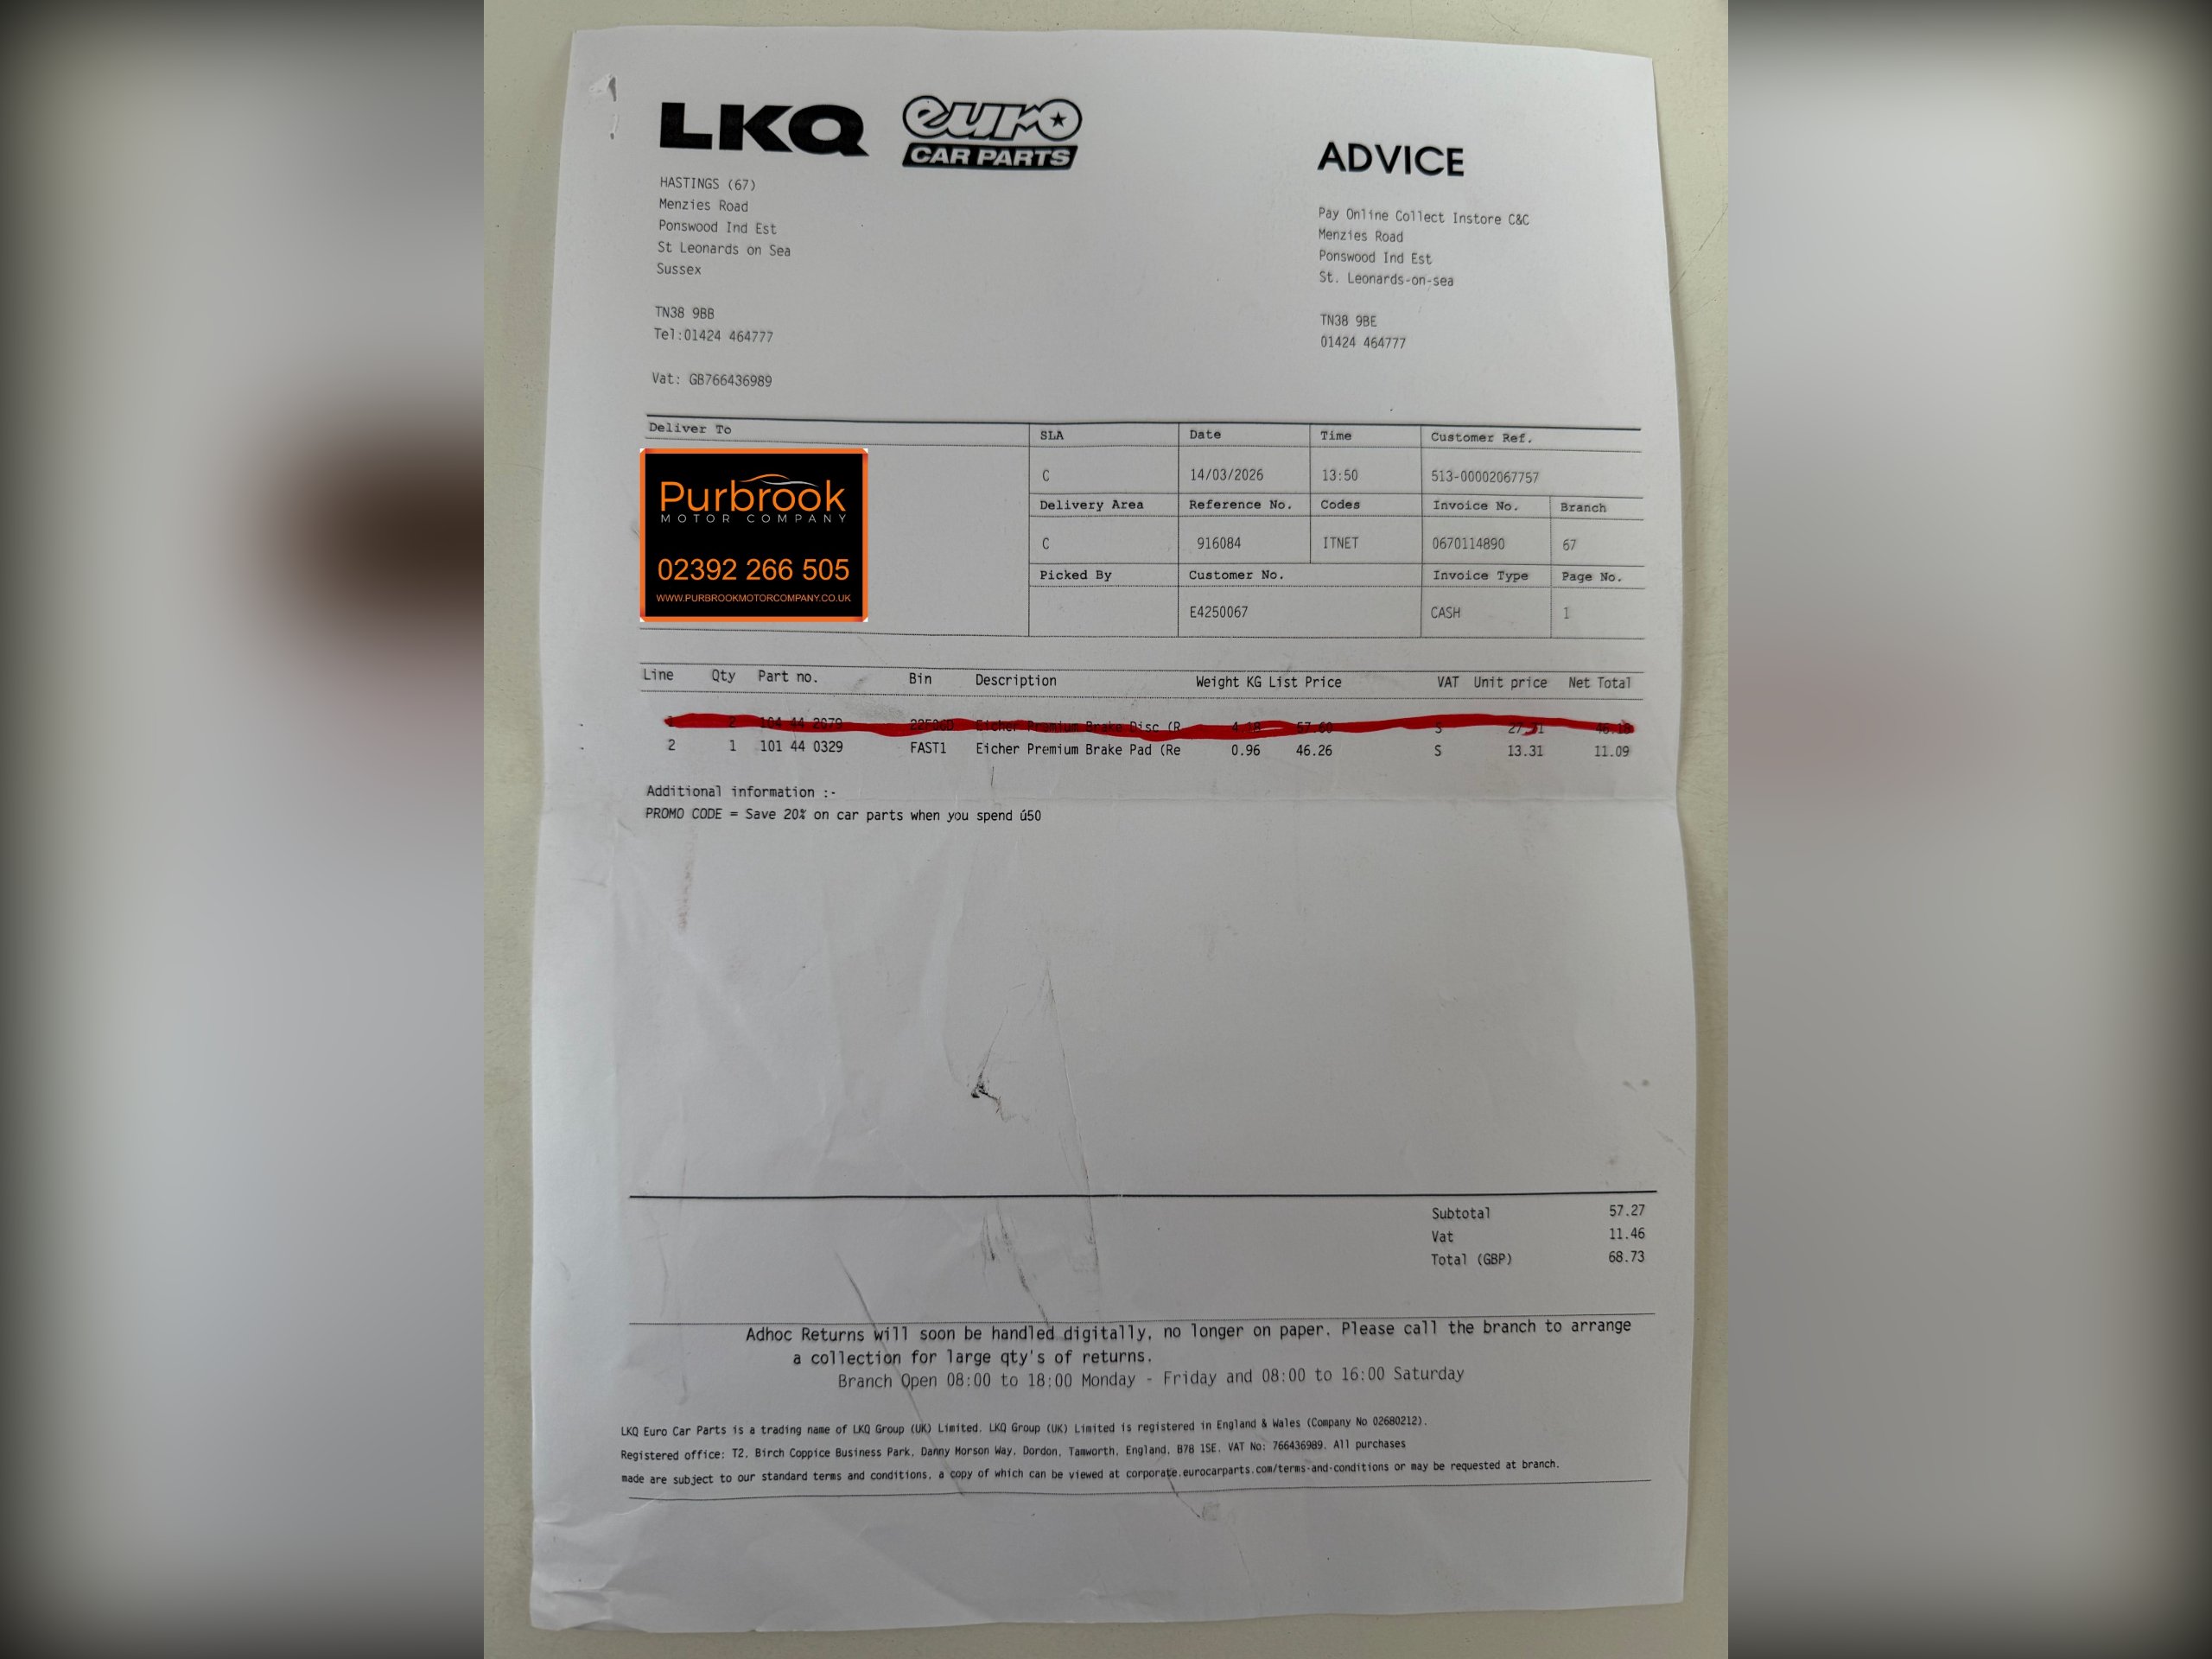 LKQ euro CAR PARTS
ADVICE
HASTINGS (67)
Menzies Road
Ponswood Ind Est
St Leonards on Sea
Sussex
TN38 9BB
Tel:01424 464777
Vat: GB766436989
Pay Online Collect Instore C&C
Menzies Road
Ponswood Ind Est
St. Leonards-on-sea
TN38 9BE
01424 464777
Deliver To
Purbrook
MOTOR COMPANY
02392 266 505
WWW.PURBROOKMOTORCOMPANY.CO.UK
SLA Date Time Customer Ref.
C 14/03/2026 13:50 513-00002067757
Delivery Area Reference No. Codes Invoice No. Branch
C 916084 ITNET 0670114890 67
Picked By Customer No. Invoice Type Page No.
E4250067 CASH 1
Line Qty Part no. Bin Description Weight KG List Price VAT Unit price Net Total
2 Eicher Premium Brake Disc (R S
2 1 101 44 0329 FAST1 Eicher Premium Brake Pad (Re 0.96 46.26 S 13.31 11.09
Additional information :-
PROMO CODE = Save 20% on car parts when you spend ú50
Subtotal 57.27
Vat 11.46
Total (GBP) 68.73
Adhoc Returns will soon be handled digitally, no longer on paper. Please call the branch to arrange
a collection for large qty's of returns.
Branch Open 08:00 to 18:00 Monday - Friday and 08:00 to 16:00 Saturday
LKQ Euro Car Parts is a trading name of LKQ Group (UK) Limited. LKQ Group (UK) Limited is registered in England & Wales (Company No 02680212).
Registered office: T2, Birch Coppice Business Park, Danny Morson Way, Dordon, Tamworth, England, B78 1SE. VAT No: 766436989. All purchases
made are subject to our standard terms and conditions, a copy of which can be viewed at corporate.eurocarparts.com/terms-and-conditions or may be requested at branch.